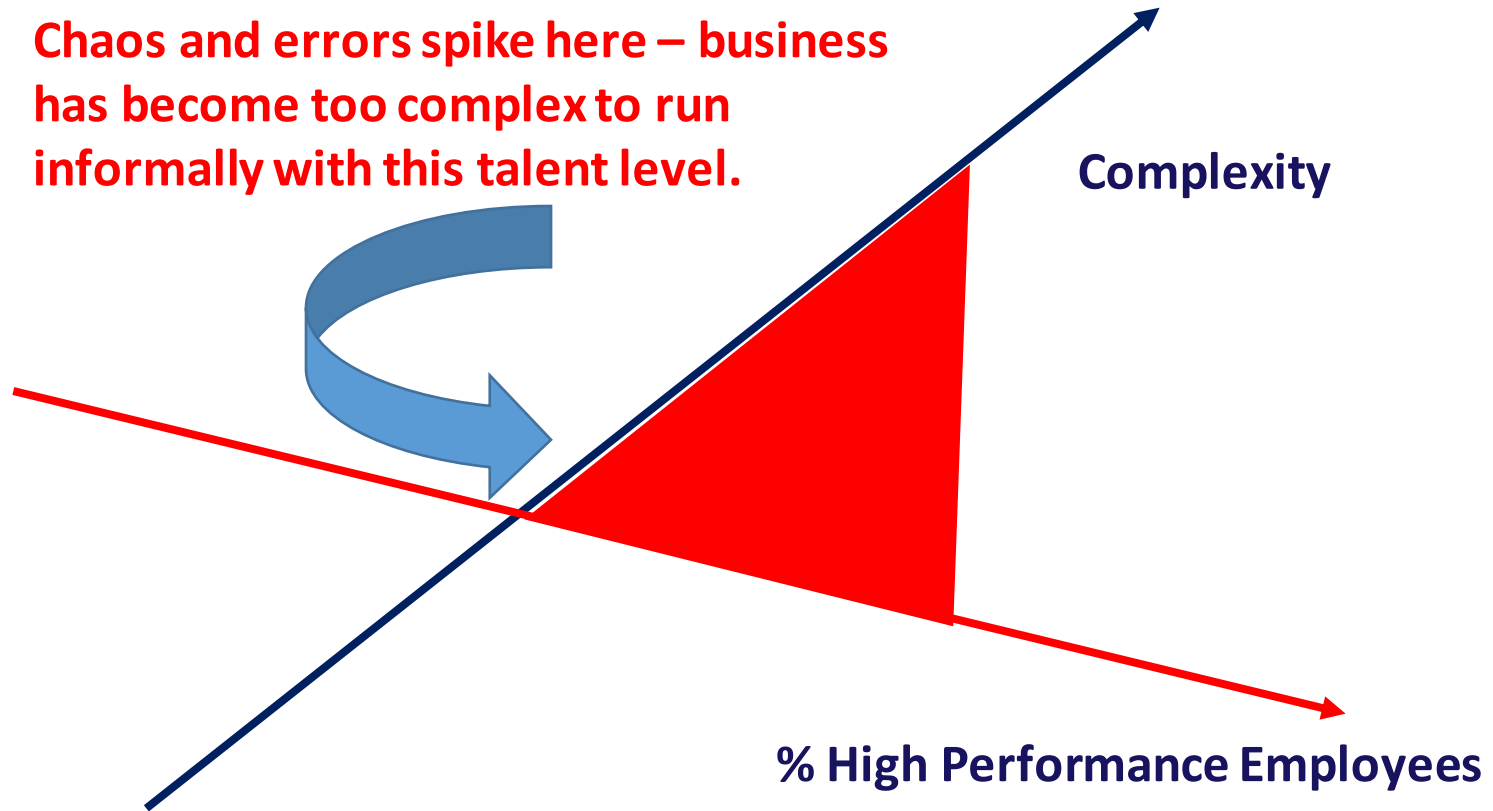 Chaos and errors spike here – business
has become too complex to run
informally with this talent level.
Complexity
% High Performance Employees